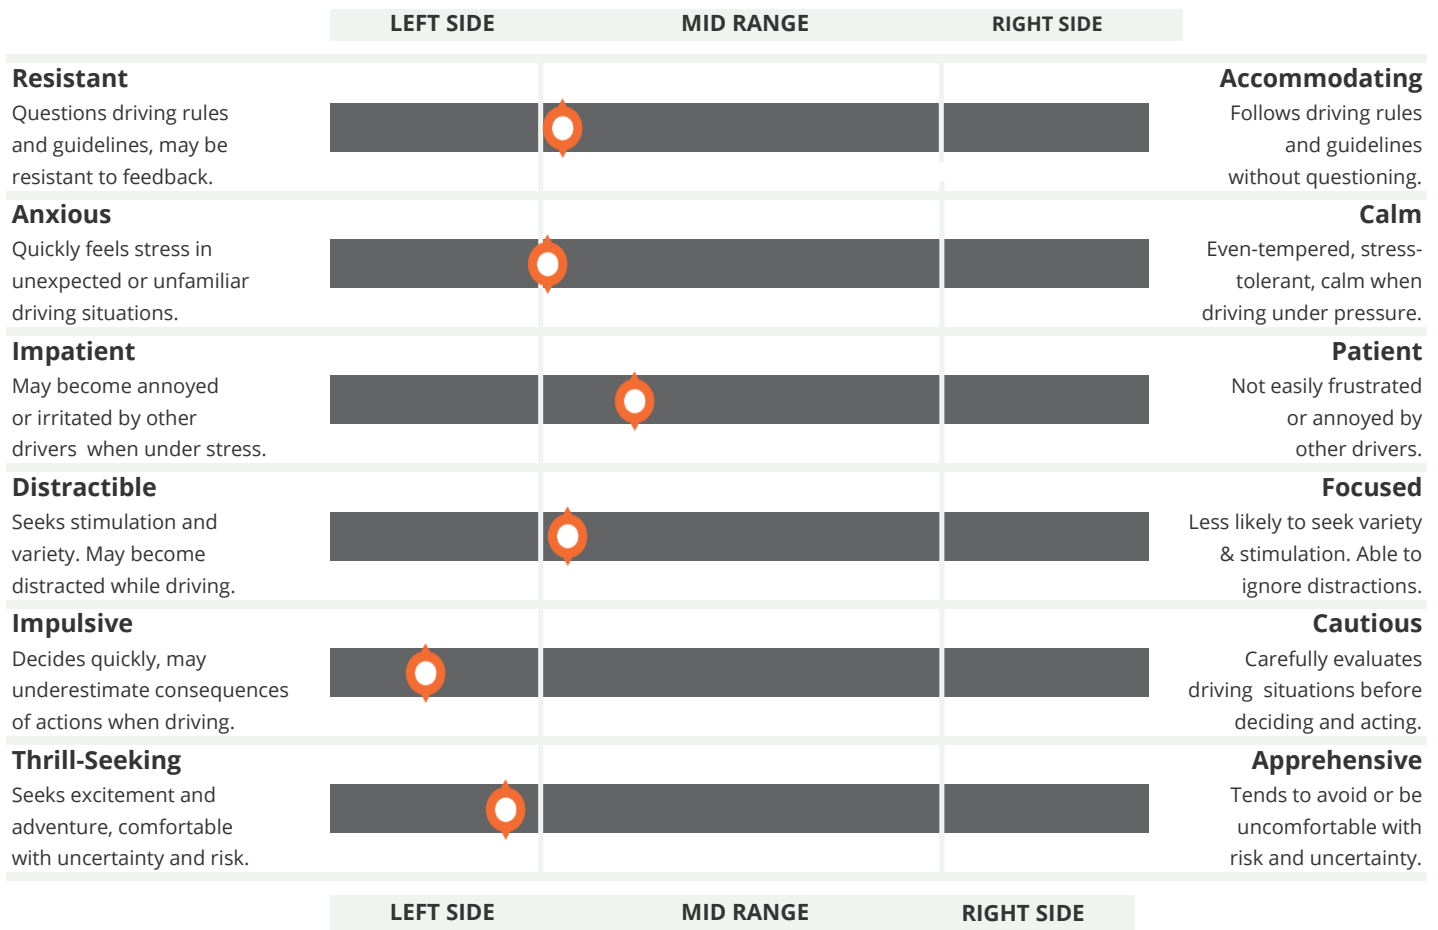 LEFT SIDE MID RANGE RIGHT SIDE
Resistant
Questions driving rules
and guidelines, may be
resistant to feedback.
Accommodating
Follows driving rules
and guidelines
without questioning.
Anxious
Quickly feels stress in
unexpected or unfamiliar
driving situations.
Calm
Even-tempered, stress-
tolerant, calm when
driving under pressure.
Impatient
May become annoyed
or irritated by other
drivers when under stress.
Patient
Not easily frustrated
or annoyed by
other drivers.
Distractible
Seeks stimulation and
variety. May become
distracted while driving.
Focused
Less likely to seek variety
& stimulation. Able to
ignore distractions.
Impulsive
Decides quickly, may
underestimate consequences
of actions when driving.
Cautious
Carefully evaluates
driving situations before
deciding and acting.
Thrill-Seeking
Seeks excitement and
adventure, comfortable
with uncertainty and risk.
Apprehensive
Tends to avoid or be
uncomfortable with
risk and uncertainty.
LEFT SIDE MID RANGE RIGHT SIDE